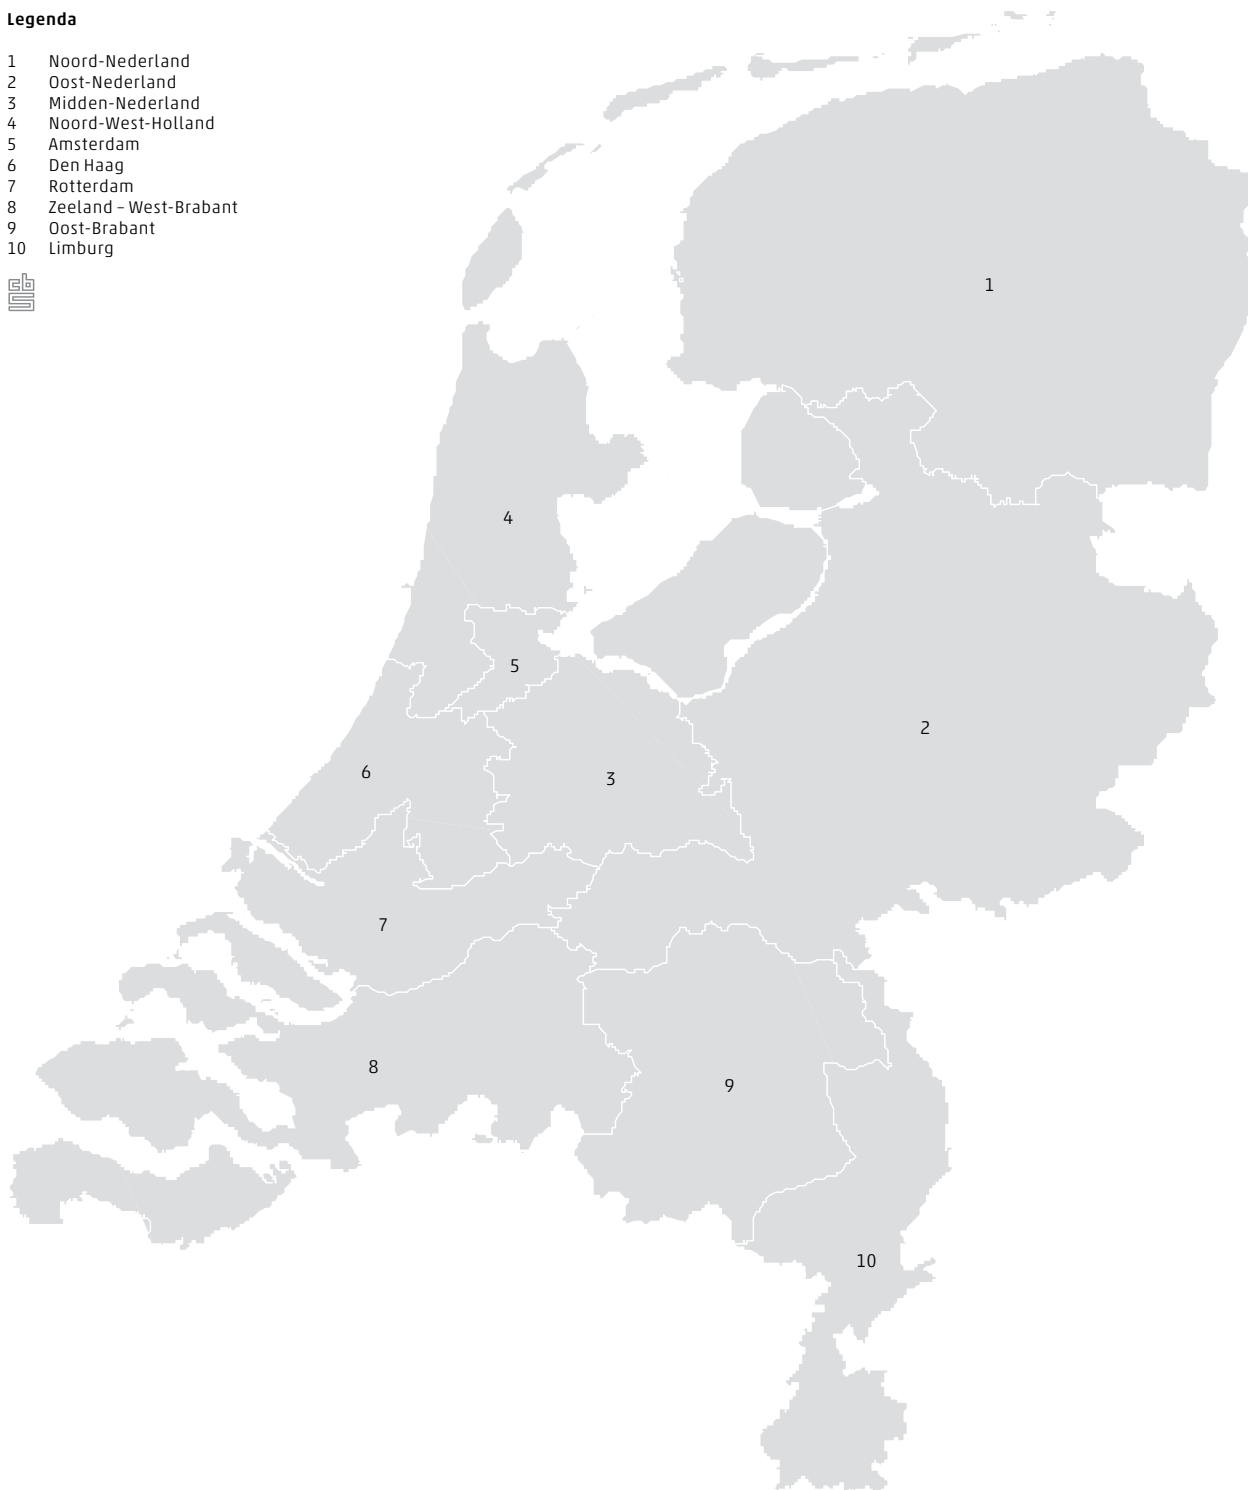 Legenda
1 Noord-Nederland
2 Oost-Nederland
3 Midden-Nederland
4 Noord-West-Holland
5 Amsterdam
6 Den Haag
7 Rotterdam
8 Zeeland – West-Brabant
9 Oost-Brabant
10 Limburg
cbs
1
4
5
2
6
3
7
8
9
10